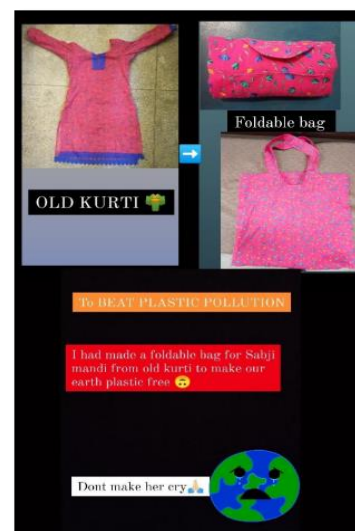 Foldable bag
OLD KURTI
To BEAT PLASTIC POLLUTION
I had made a foldable bag for Sabji
mandi from old kurti to make our
earth plastic free 🙃
Dont make her cry🙏🏻